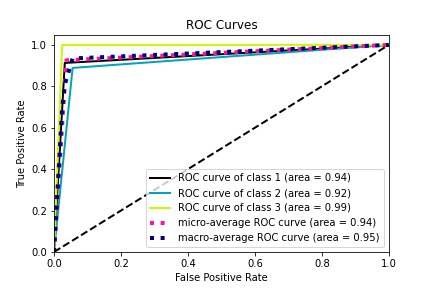 ROC Curves
True Positive Rate
1.0
0.8
0.6
0.4
0.2
0.0
ROC curve of class 1 (area = 0.94)
ROC curve of class 2 (area = 0.92)
ROC curve of class 3 (area = 0.99)
micro-average ROC curve (area = 0.94)
macro-average ROC curve (area = 0.95)
0.0 0.2 0.4 0.6 0.8 1.0
False Positive Rate